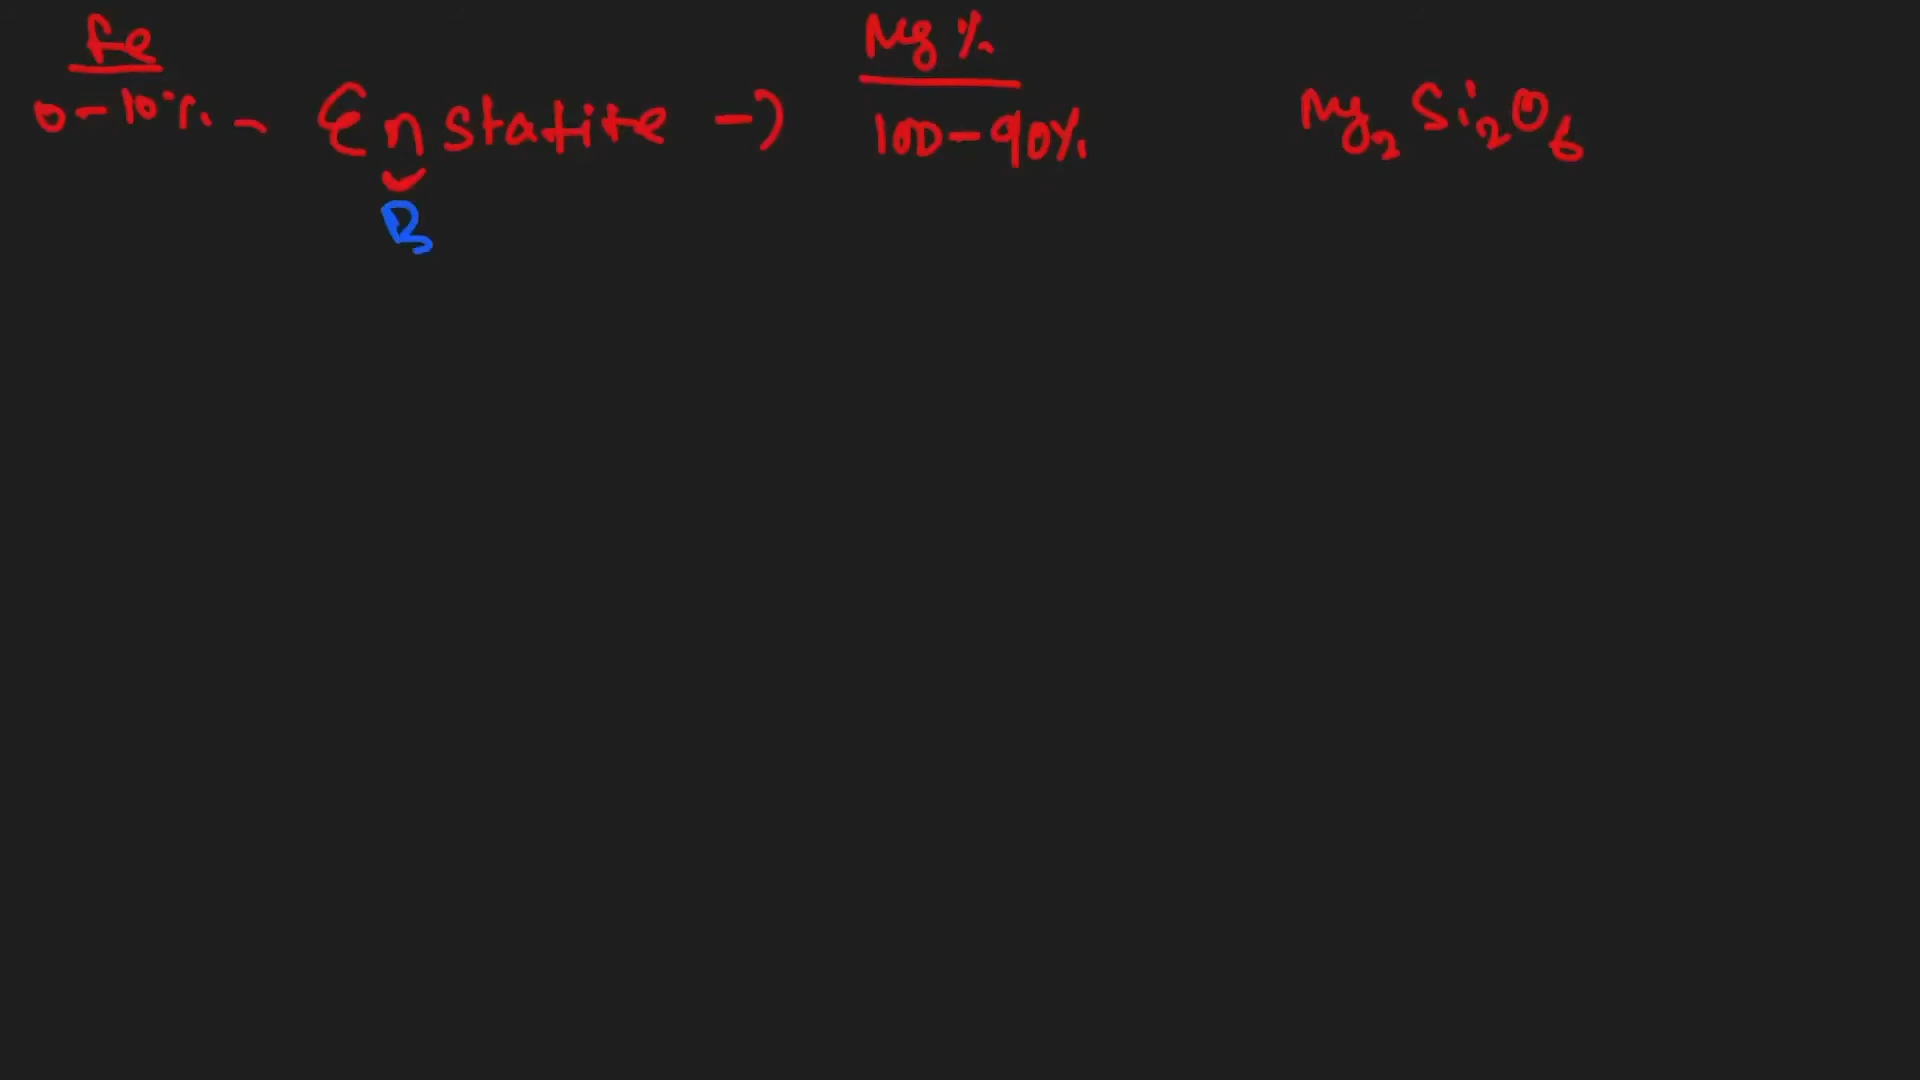 Fe Mg %
0-10% - Enstatite → 100-90% Mg₂Si₂O₆
B